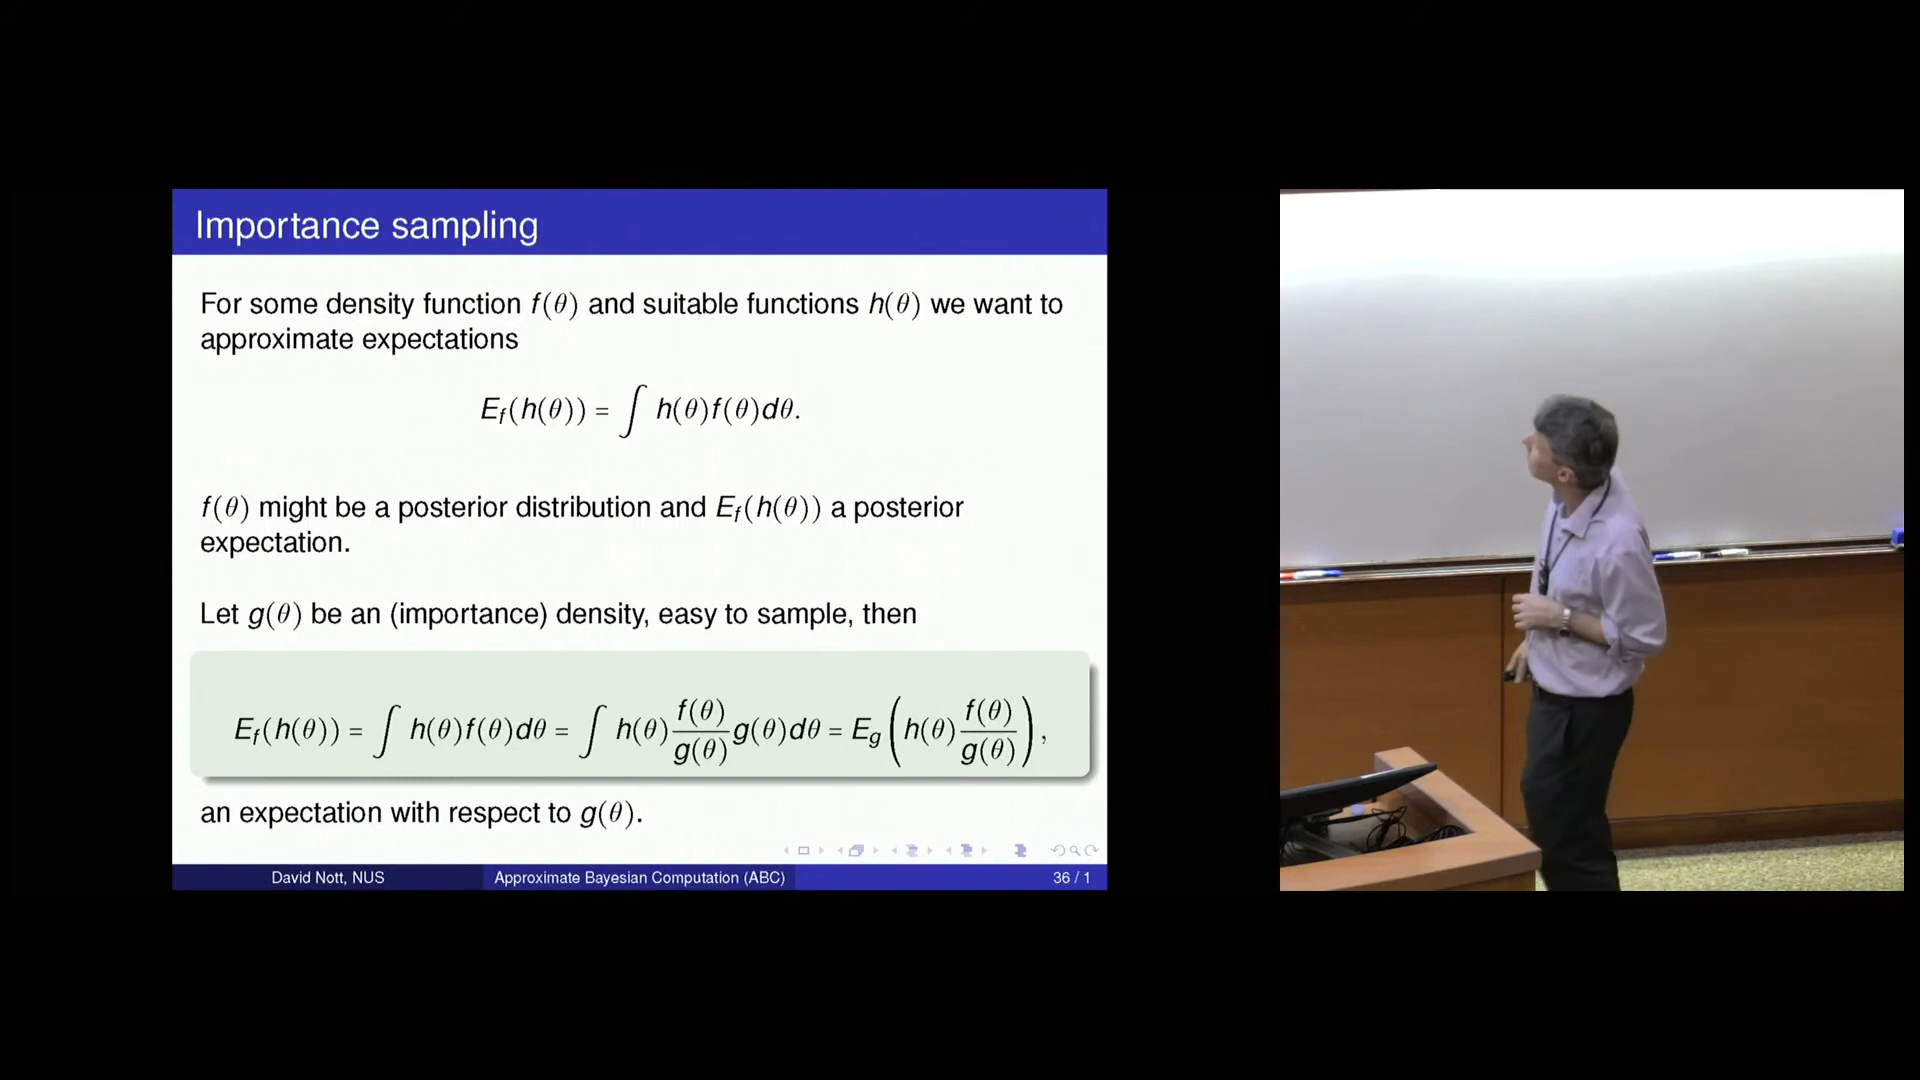 Importance sampling
For some density function f(θ) and suitable functions h(θ) we want to
approximate expectations
E_f(h(θ)) = ∫ h(θ)f(θ)dθ.
f(θ) might be a posterior distribution and E_f(h(θ)) a posterior
expectation.
Let g(θ) be an (importance) density, easy to sample, then
E_f(h(θ)) = ∫ h(θ)f(θ)dθ = ∫ h(θ) f(θ)/g(θ) g(θ)dθ = E_g ( h(θ) f(θ)/g(θ) ),
an expectation with respect to g(θ).
David Nott, NUS Approximate Bayesian Computation (ABC) 36 / 1